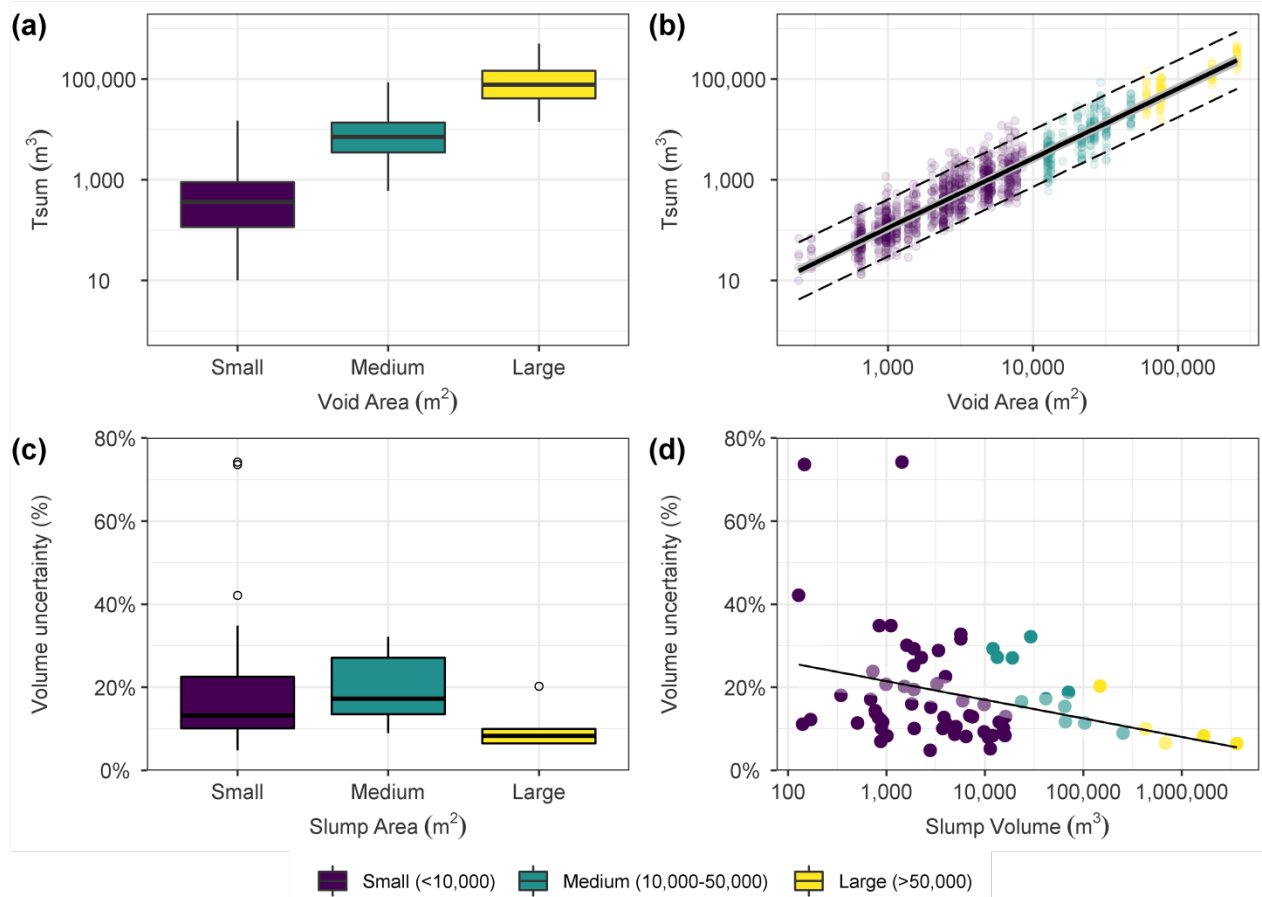 (a)
100,000
1,000
10
Tsum (m³)
Small
Medium
Large
Void Area (m²)
(b)
100,000
1,000
10
Tsum (m³)
1,000
10,000
100,000
Void Area (m²)
(c)
80%
60%
40%
20%
0%
Volume uncertainty (%)
Small
Medium
Large
Slump Area (m²)
(d)
80%
60%
40%
20%
0%
Volume uncertainty (%)
100
1,000
10,000
100,000
1,000,000
Slump Volume (m³)
Small (<10,000)
Medium (10,000-50,000)
Large (>50,000)